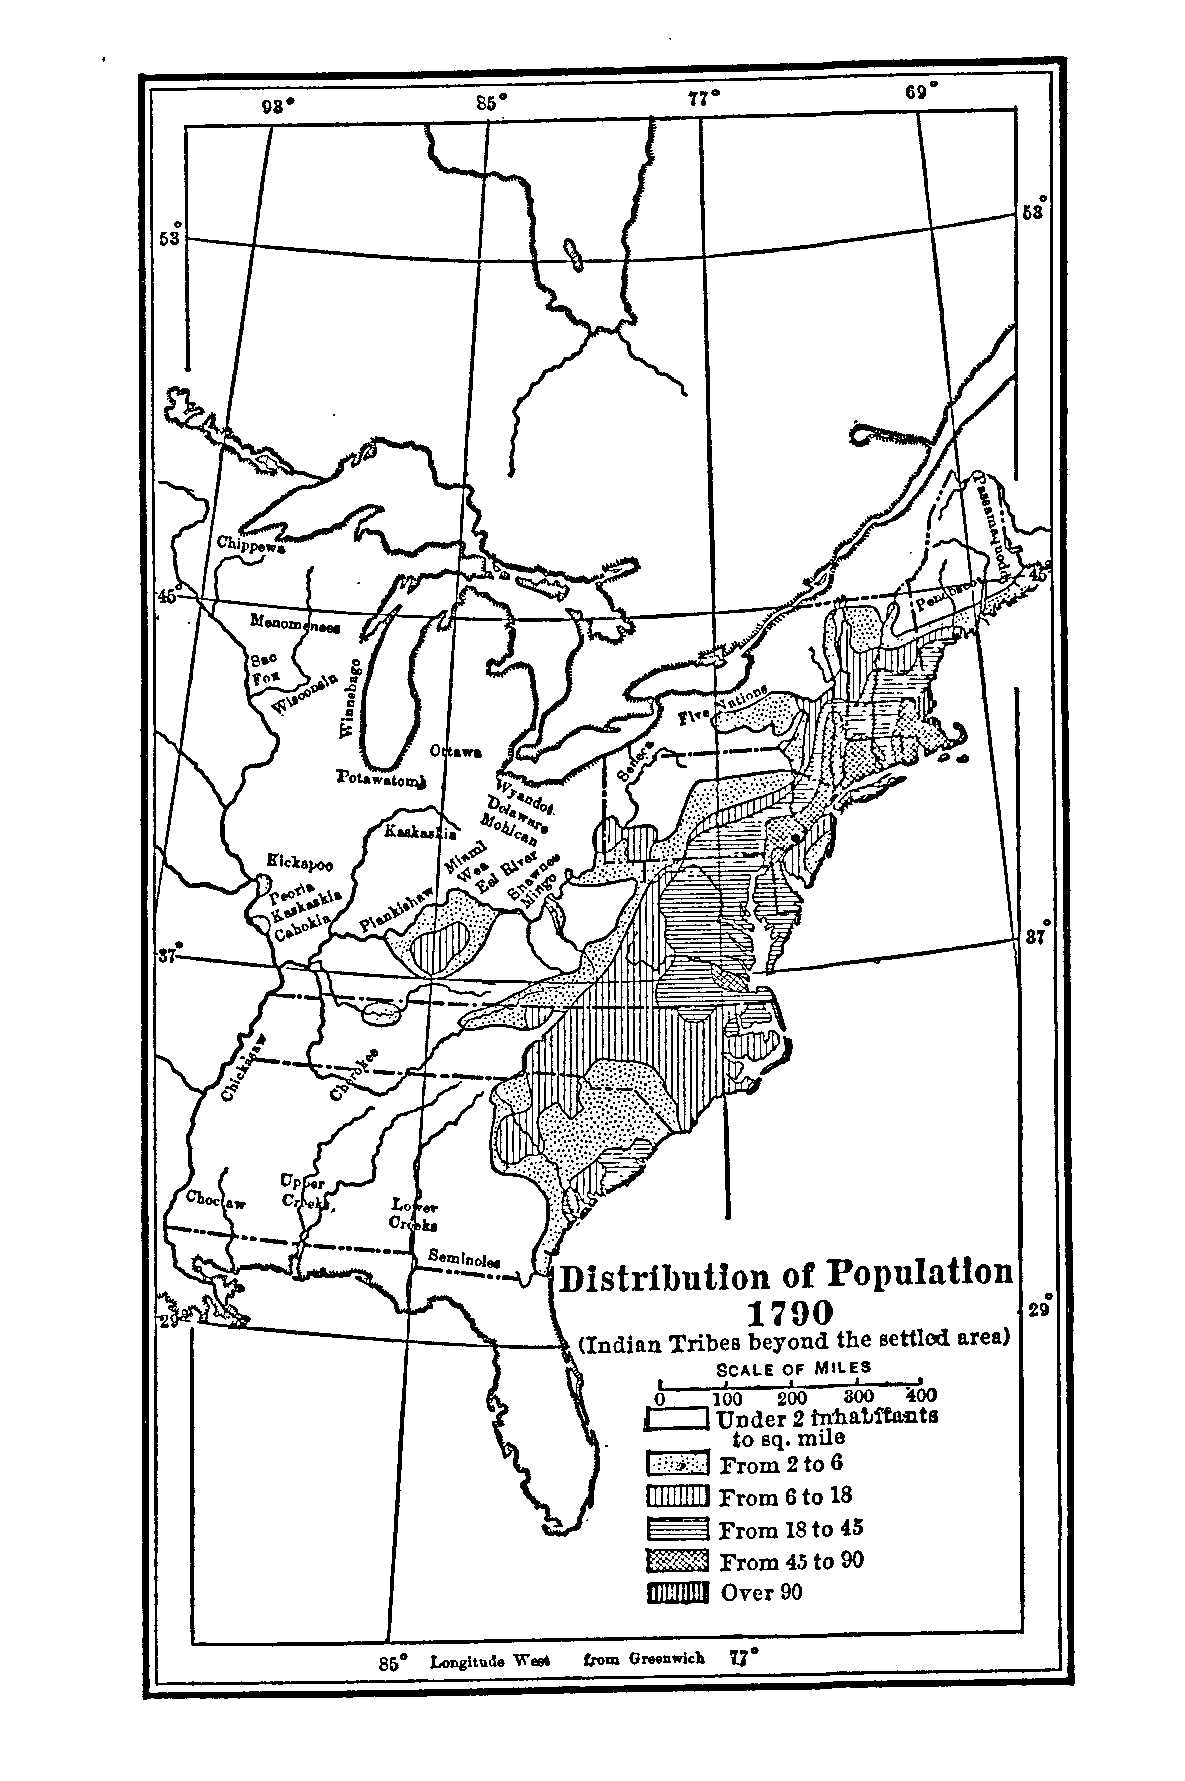 93°
85°
77°
69°
53°
53°
Chippewa
Passamaquoddy
45°
45°
Penobscot
Menomenees
Sac
Fox
Wisconsin
Winnebago
Five Nations
Seneca
Ottawa
Potawatomi
Wyandot
Delaware
Mohican
Kaskaskia
Miami
Wea
Eel River
Shawnee
Mingo
Kickapoo
Peoria
Kaskaskia
Cahokia
Piankishaw
37°
37°
Chickasaw
Cherokee
Choctaw
Upper
Creeks
Lower
Creeks
Seminoles
Distribution of Population
1790
(Indian Tribes beyond the settled area)
29°
29°
SCALE OF MILES
0 100 200 300 400
Under 2 inhabitants
to sq. mile
From 2 to 6
From 6 to 18
From 18 to 45
From 45 to 90
Over 90
85° Longitude West from Greenwich 77°